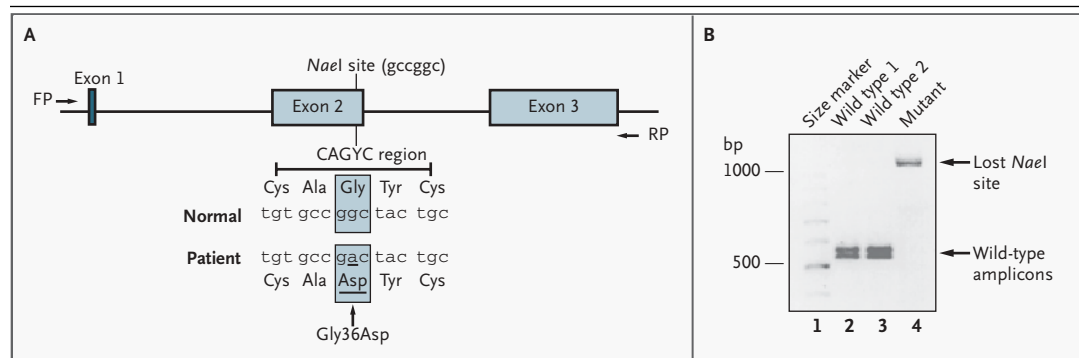 A
NaeI site (gccggc)
Exon 1
FP
Exon 2
Exon 3
RP
CAGYC region
Cys Ala Gly Tyr Cys
Normal tgt gcc ggc tac tgc
Patient tgt gcc gac tac tgc
Cys Ala Asp Tyr Cys
Gly36Asp
B
Size marker
Wild type 1
Wild type 2
Mutant
bp
1000
Lost NaeI
site
500
Wild-type
amplicons
1 2 3 4